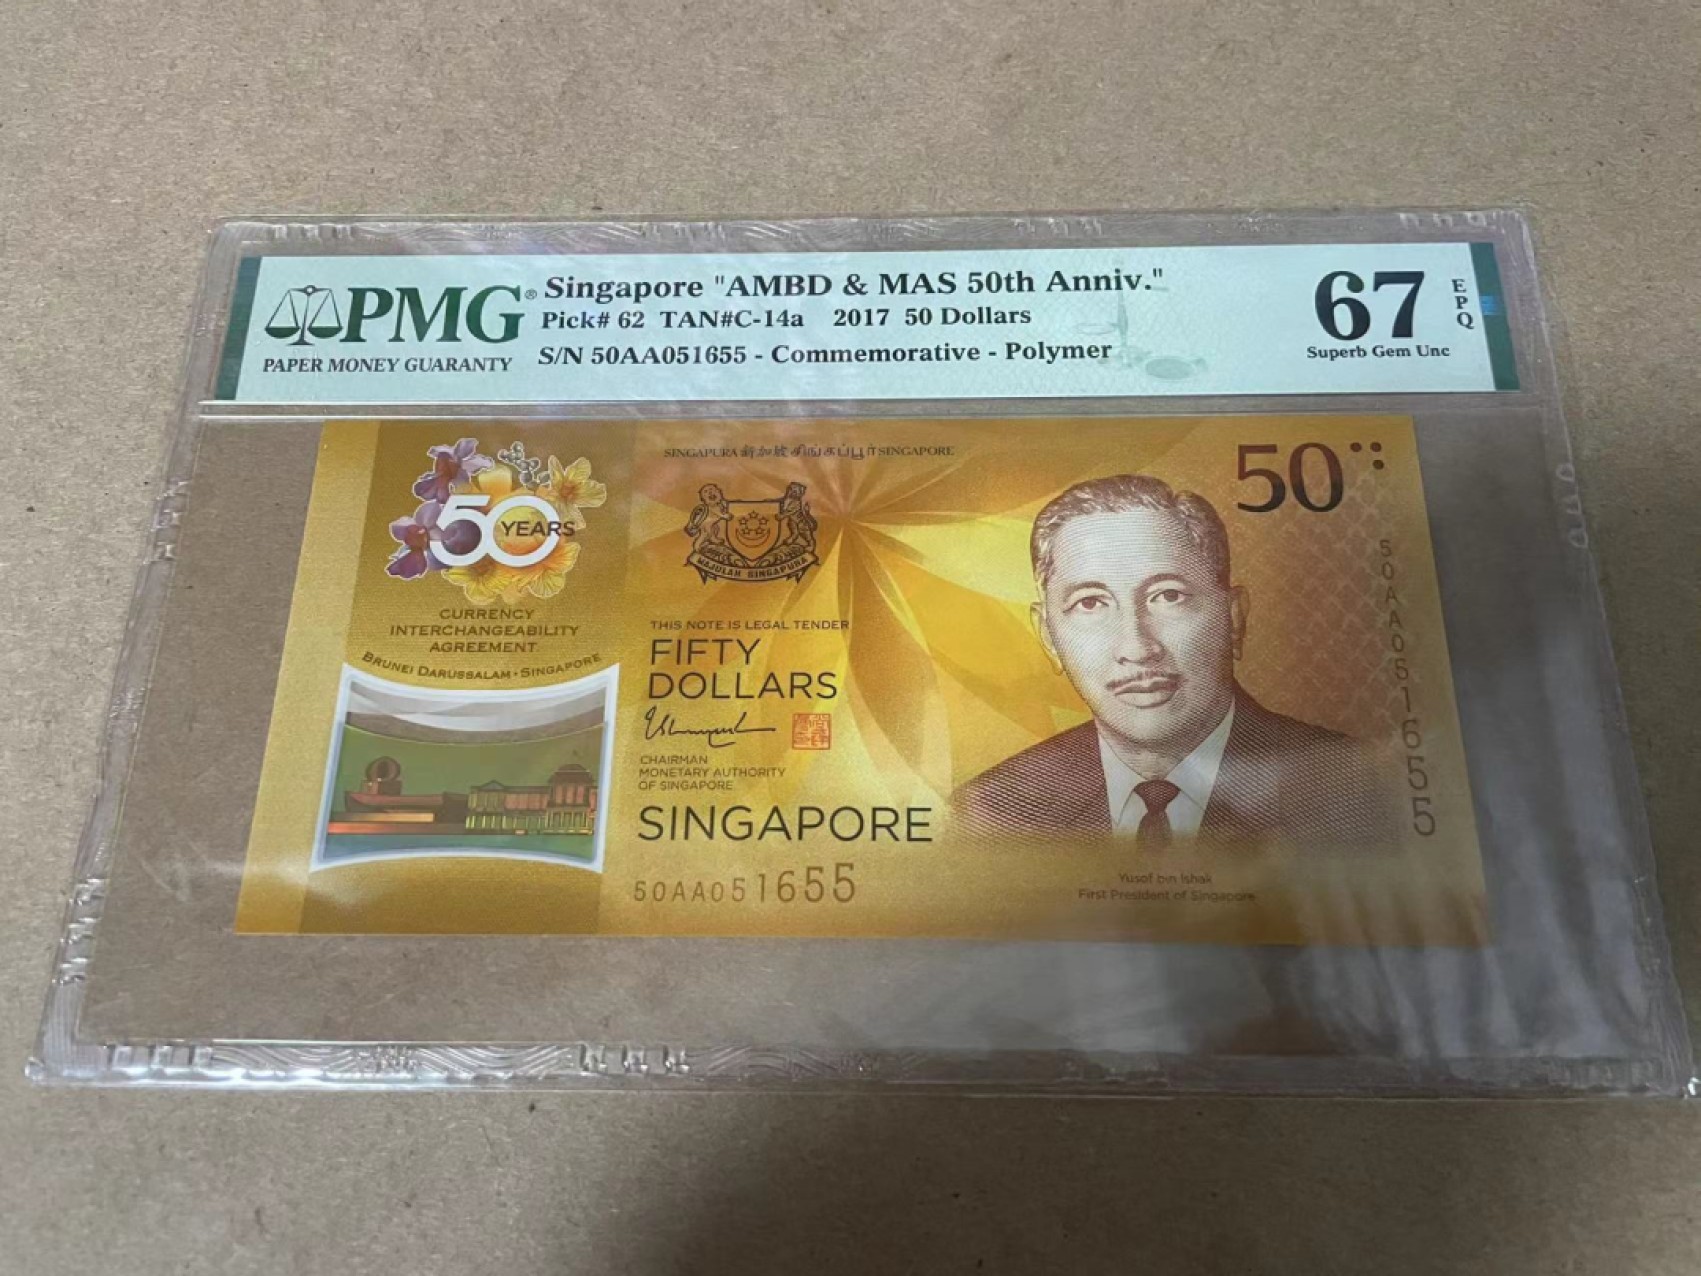 PMG®
PAPER MONEY GUARANTY
Singapore "AMBD & MAS 50th Anniv."
Pick# 62 TAN#C-14a 2017 50 Dollars
S/N 50AA051655 - Commemorative - Polymer
67
EPQ
Superb Gem Unc
SINGAPURA 新加坡 சிங்கப்பூர் SINGAPORE
50
50 YEARS
CURRENCY
INTERCHANGEABILITY
AGREEMENT
BRUNEI DARUSSALAM • SINGAPORE
MAJULAH SINGAPURA
THIS NOTE IS LEGAL TENDER
FIFTY
DOLLARS
CHAIRMAN
MONETARY AUTHORITY
OF SINGAPORE
SINGAPORE
50AA051655
50AA051655
Yusof bin Ishak
First President of Singapore